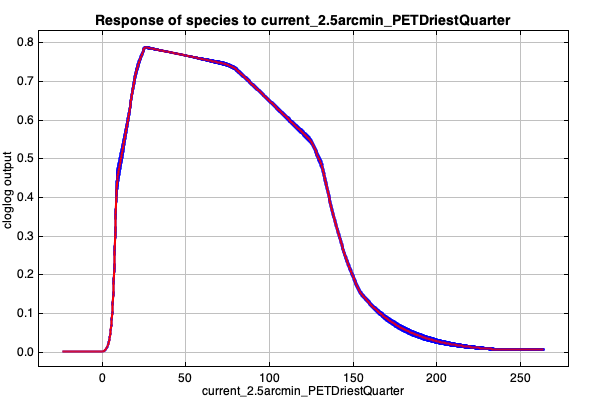 Response of species to current_2.5arcmin_PETDriestQuarter
cloglog output
0.8
0.7
0.6
0.5
0.4
0.3
0.2
0.1
0.0
0 50 100 150 200 250
current_2.5arcmin_PETDriestQuarter